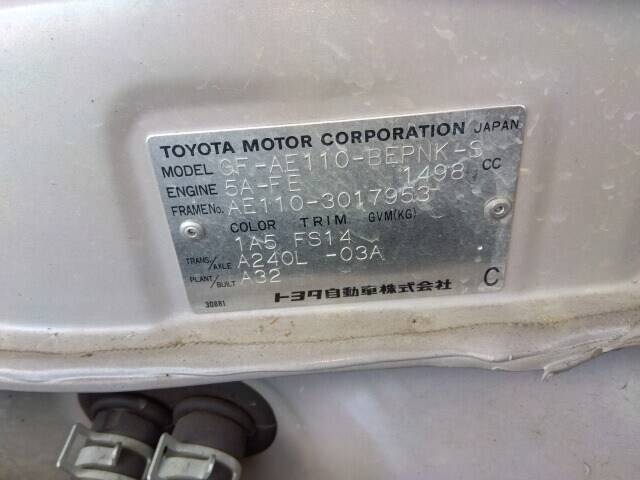 TOYOTA MOTOR CORPORATION JAPAN
MODEL GF-AE110-BEPNK-S
ENGINE 5A-FE 1498 CC
FRAME No. AE110-3017953
COLOR TRIM GVM(KG)
1A5 FS14
TRANS./AXLE A240L -03A
PLANT/BUILT A32
30881 トヨタ自動車株式会社 C